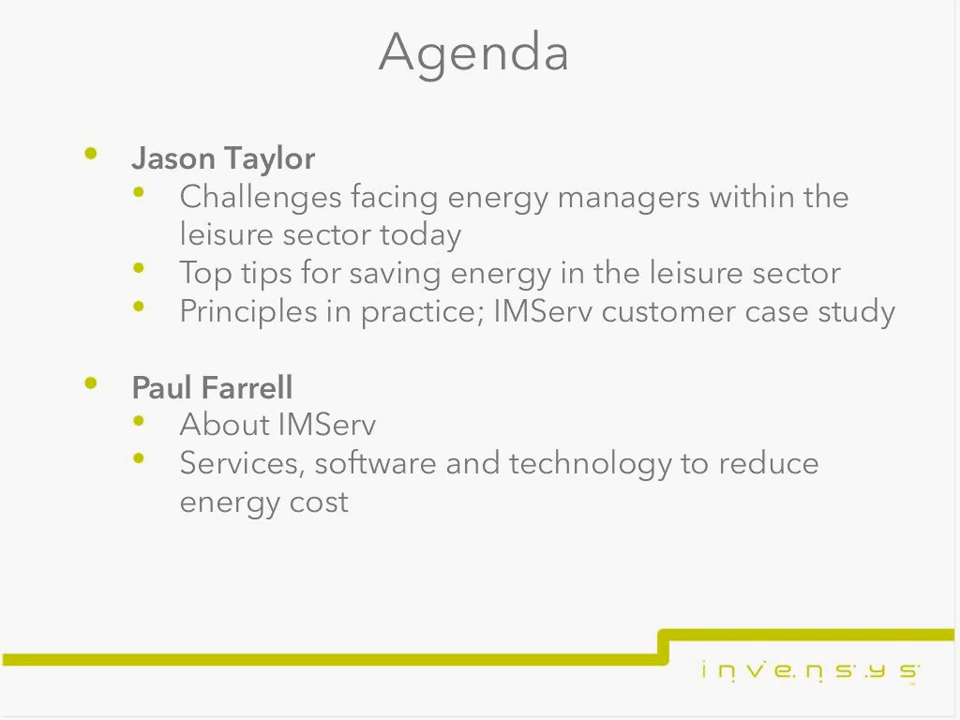 Agenda
• Jason Taylor
• Challenges facing energy managers within the
leisure sector today
• Top tips for saving energy in the leisure sector
• Principles in practice; IMServ customer case study
• Paul Farrell
• About IMServ
• Services, software and technology to reduce
energy cost
invensys™